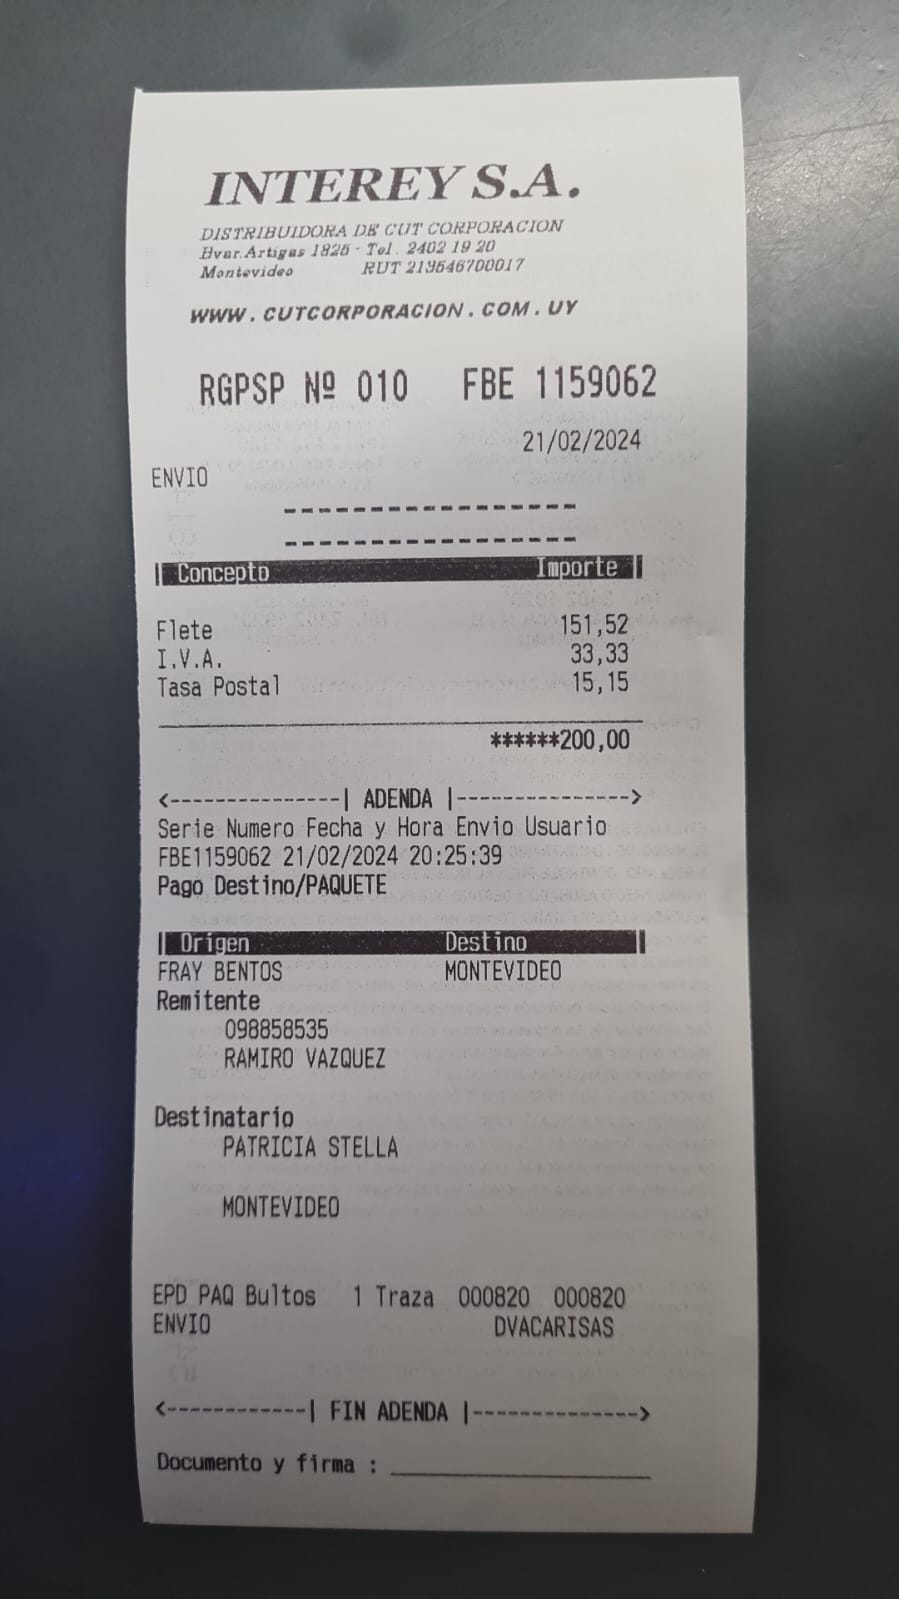 INTEREY S.A.
DISTRIBUIDORA DE CUT CORPORACION
Bvar.Artigas 1825 - Tel. 2402 19 20
Montevideo RUT 213546700017
WWW.CUTCORPORACION.COM.UY
RGPSP Nº 010 FBE 1159062
21/02/2024
ENVIO
-----------------
-----------------
|| Concepto Importe ||
Flete 151,52
I.V.A. 33,33
Tasa Postal 15,15
******200,00
<---------------| ADENDA |--------------->
Serie Numero Fecha y Hora Envio Usuario
FBE1159062 21/02/2024 20:25:39
Pago Destino/PAQUETE
|| Origen Destino ||
FRAY BENTOS MONTEVIDEO
Remitente
098858535
RAMIRO VAZQUEZ
Destinatario
PATRICIA STELLA
MONTEVIDEO
EPD PAQ Bultos 1 Traza 000820 000820
ENVIO DVACARISAS
<------------| FIN ADENDA |-------------->
Documento y firma : ______________________